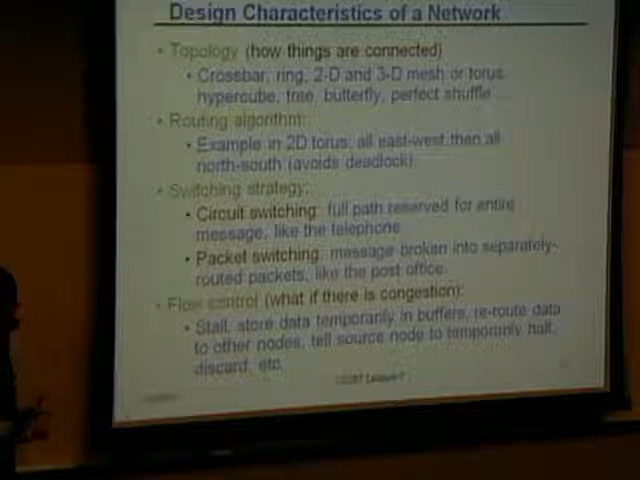 Design Characteristics of a Network
• Topology (how things are connected)
• Crossbar, ring, 2-D and 3-D mesh or torus,
hypercube, tree, butterfly, perfect shuffle ...
• Routing algorithm:
• Example in 2D torus: all east-west then all
north-south (avoids deadlock).
• Switching strategy:
• Circuit switching: full path reserved for entire
message, like the telephone.
• Packet switching: message broken into separately-
routed packets, like the post office.
• Flow control (what if there is congestion):
• Stall, store data temporarily in buffers, re-route data
to other nodes, tell source node to temporarily halt,
discard, etc.
CS267 Lecture